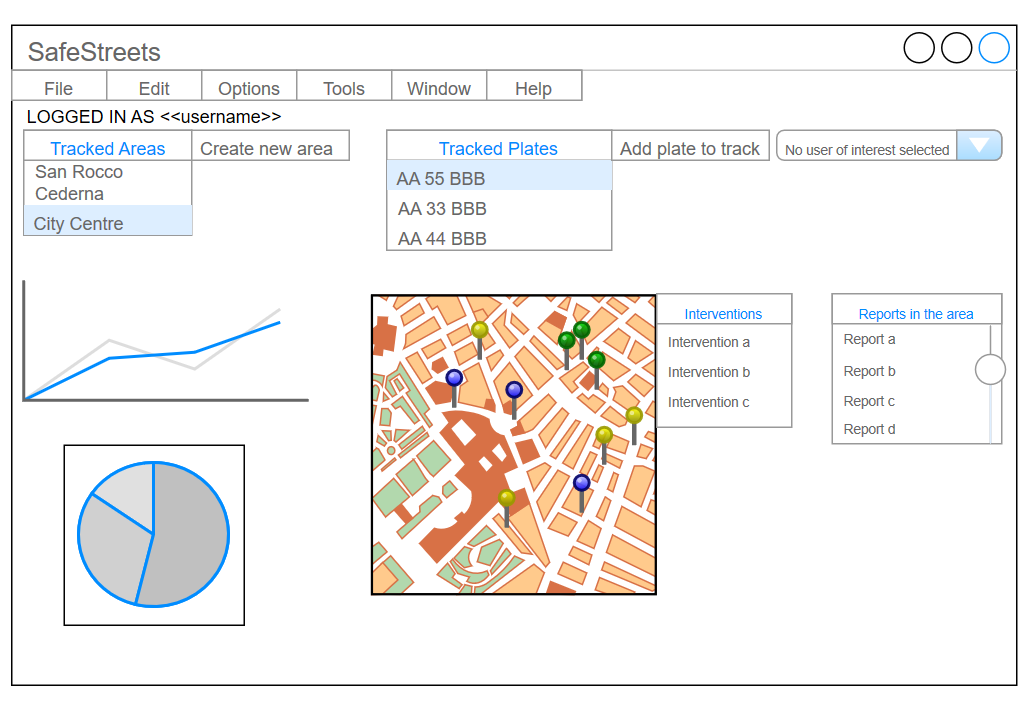 SafeStreets
File Edit Options Tools Window Help
LOGGED IN AS <<username>>
Tracked Areas Create new area
San Rocco
Cederna
City Centre
Tracked Plates Add plate to track
AA 55 BBB
AA 33 BBB
AA 44 BBB
No user of interest selected
Interventions
Intervention a
Intervention b
Intervention c
Reports in the area
Report a
Report b
Report c
Report d